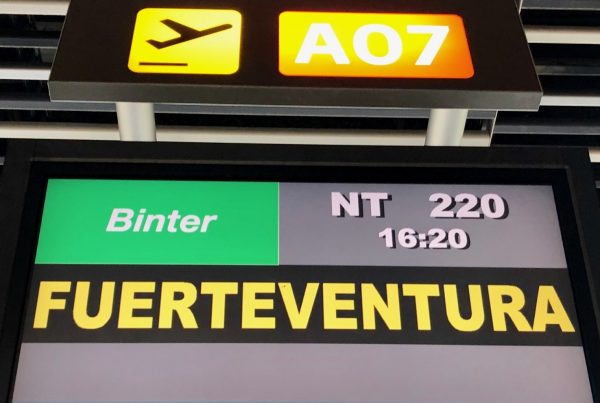 A07
Binter
NT 220
16:20
FUERTEVENTURA